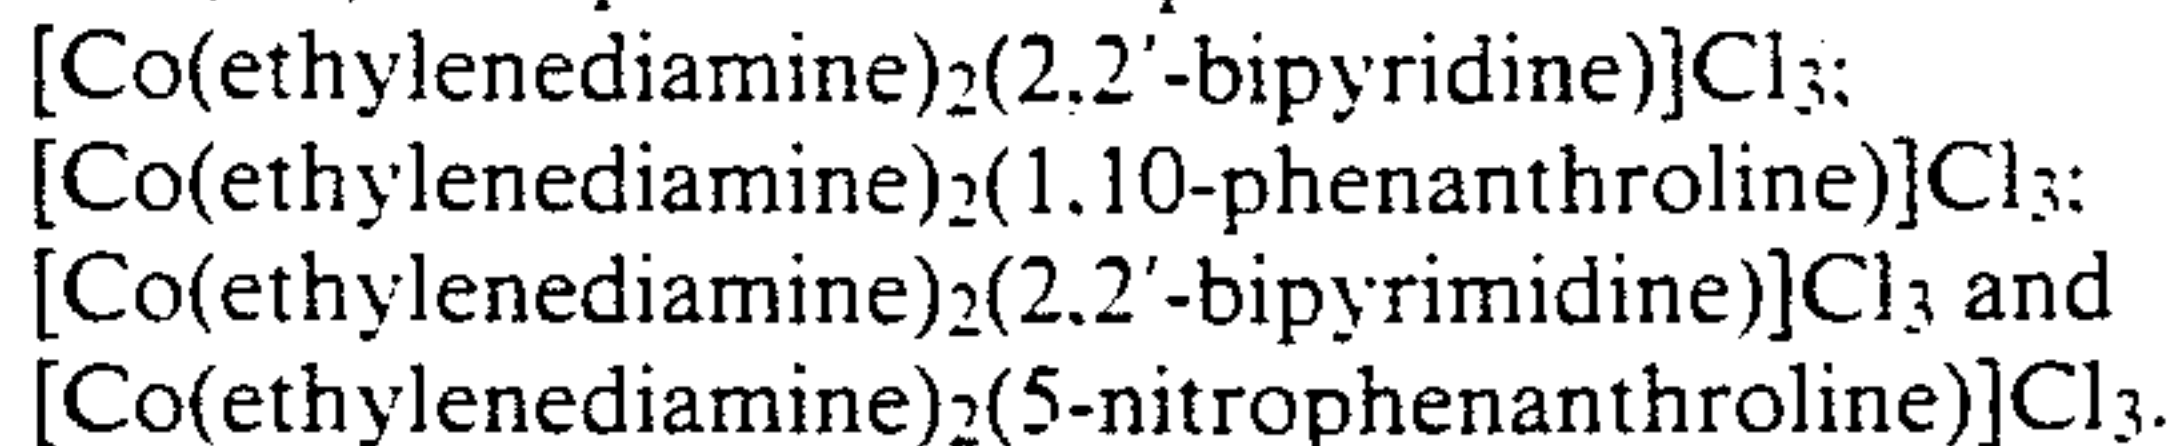 [Co(ethylenediamine)2(2,2'-bipyridine)]Cl3;
[Co(ethylenediamine)2(1,10-phenanthroline)]Cl3;
[Co(ethylenediamine)2(2,2'-bipyrimidine)]Cl3 and
[Co(ethylenediamine)2(5-nitrophenanthroline)]Cl3.